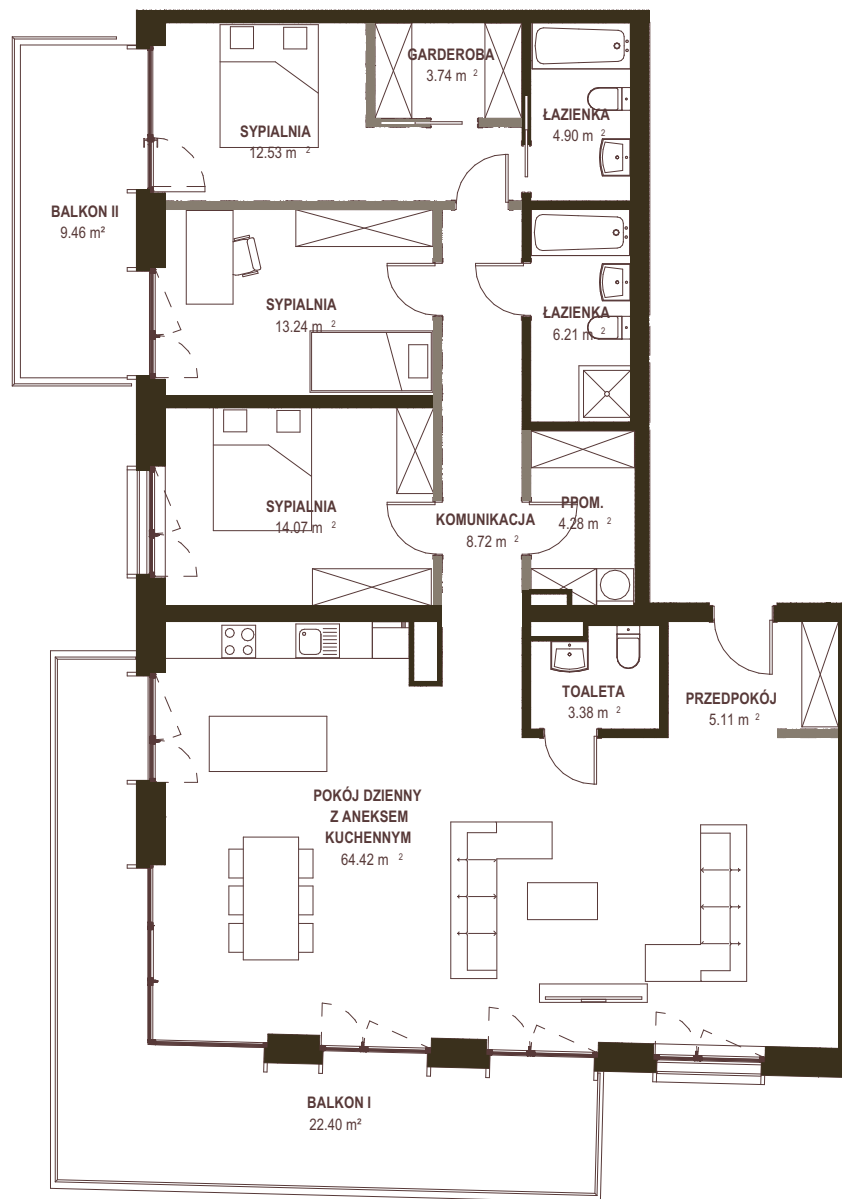 GARDEROBA
3.74 m ²
ŁAZIENKA
4.90 m ²
SYPIALNIA
12.53 m ²
BALKON II
9.46 m²
SYPIALNIA
13.24 m ²
ŁAZIENKA
6.21 m ²
SYPIALNIA
14.07 m ²
KOMUNIKACJA
8.72 m ²
PPOM.
4.28 m ²
TOALETA
3.38 m ²
PRZEDPOKÓJ
5.11 m ²
POKÓJ DZIENNY
Z ANEKSEM
KUCHENNYM
64.42 m ²
BALKON I
22.40 m²